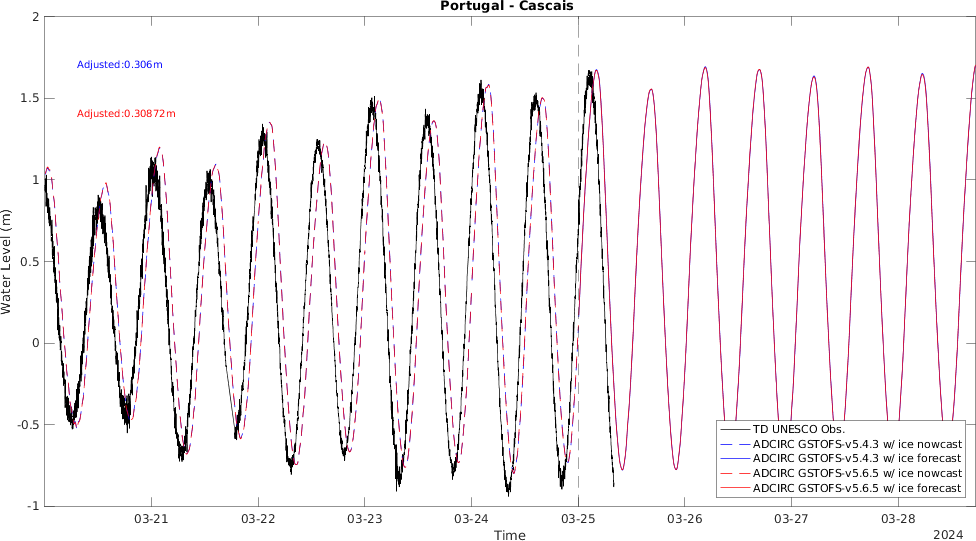 Portugal - Cascais
2
Adjusted:0.306m
1.5
Adjusted:0.30872m
1
Water Level (m)
0.5
0
-0.5
-1
TD UNESCO Obs.
ADCIRC GSTOFS-v5.4.3 w/ ice nowcast
ADCIRC GSTOFS-v5.4.3 w/ ice forecast
ADCIRC GSTOFS-v5.6.5 w/ ice nowcast
ADCIRC GSTOFS-v5.6.5 w/ ice forecast
03-21 03-22 03-23 03-24 03-25 03-26 03-27 03-28
Time
2024